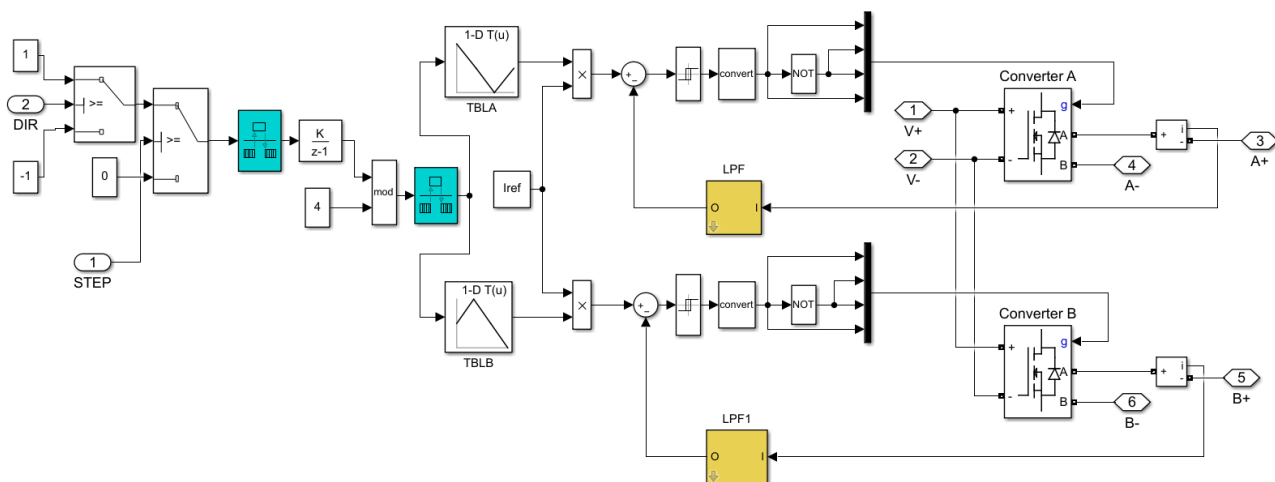 1
2
DIR
-1
>=
0
>=
1
STEP
K
z-1
4
mod
1-D T(u)
TBLA
Iref
1-D T(u)
TBLB
×
+
−
convert
NOT
LPF
O
I
×
+
−
convert
NOT
LPF1
O
I
1
V+
2
V-
Converter A
+
g
A
-
B
4
A-
+
i
-
3
A+
Converter B
+
g
A
-
B
6
B-
+
i
-
5
B+